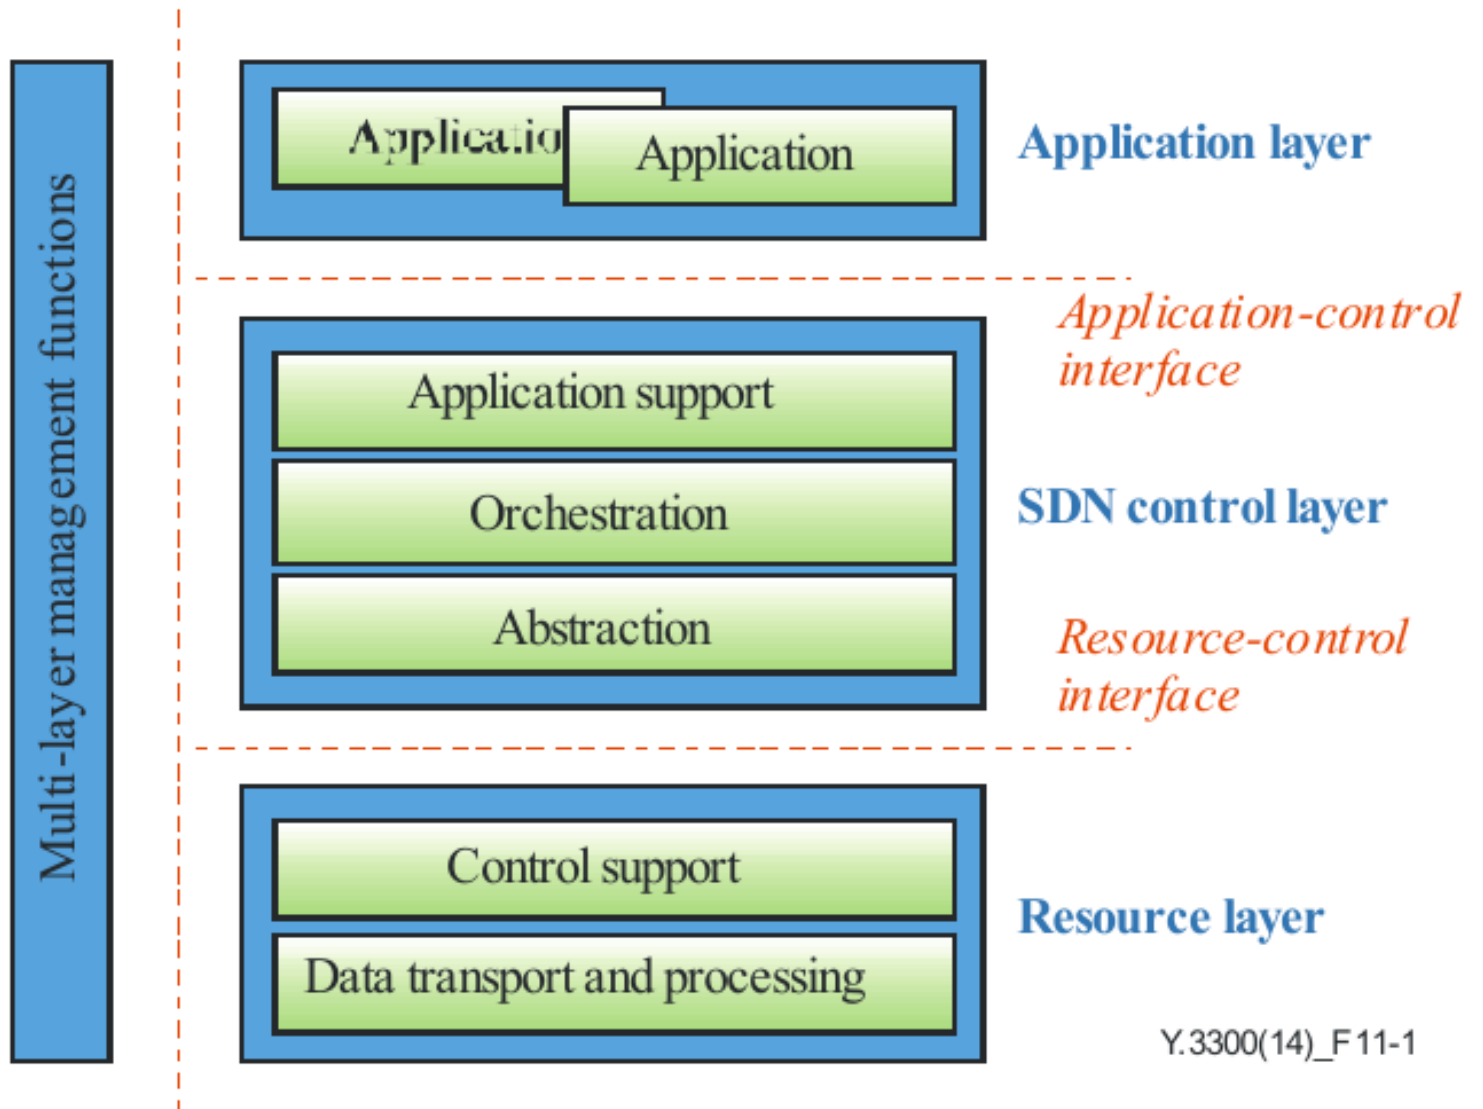 Multi-layer management functions
Applicatio
Application
Application layer
Application-control
interface
Application support
Orchestration
SDN control layer
Abstraction
Resource-control
interface
Control support
Resource layer
Data transport and processing
Y.3300(14)_F11-1